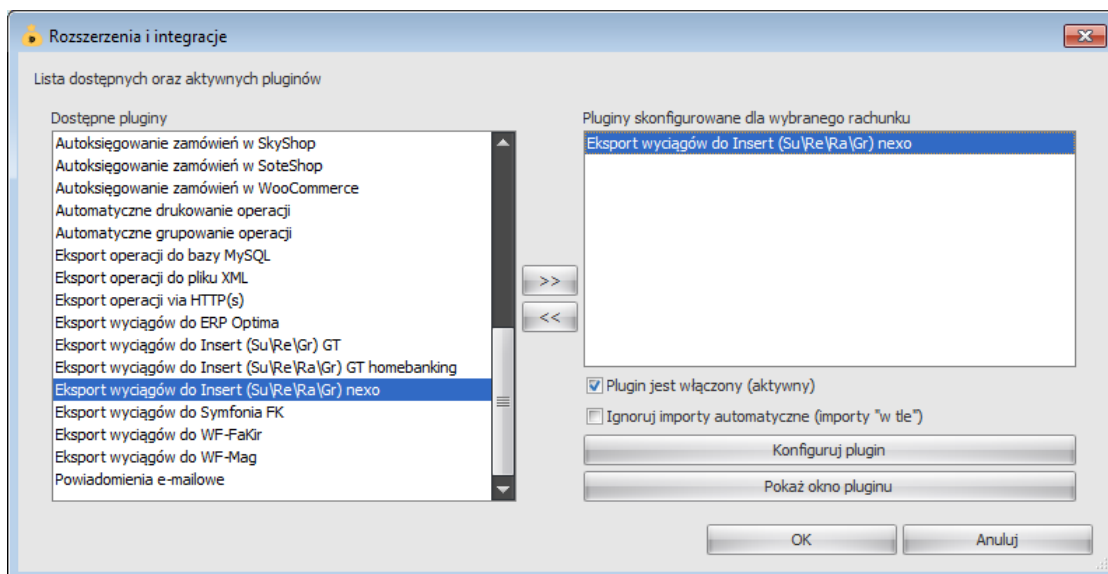 Rozszerzenia i integracje
Lista dostępnych oraz aktywnych pluginów
Dostępne pluginy
Autoksięgowanie zamówień w SkyShop
Autoksięgowanie zamówień w SoteShop
Autoksięgowanie zamówień w WooCommerce
Automatyczne drukowanie operacji
Automatyczne grupowanie operacji
Eksport operacji do bazy MySQL
Eksport operacji do pliku XML
Eksport operacji via HTTP(s)
Eksport wyciągów do ERP Optima
Eksport wyciągów do Insert (Su\Re\Gr) GT
Eksport wyciągów do Insert (Su\Re\Ra\Gr) GT homebanking
Eksport wyciągów do Insert (Su\Re\Ra\Gr) nexo
Eksport wyciągów do Symfonia FK
Eksport wyciągów do WF-FaKir
Eksport wyciągów do WF-Mag
Powiadomienia e-mailowe
>>
<<
Pluginy skonfigurowane dla wybranego rachunku
Eksport wyciągów do Insert (Su\Re\Ra\Gr) nexo
Plugin jest włączony (aktywny)
Ignoruj importy automatyczne (importy "w tle")
Konfiguruj plugin
Pokaż okno pluginu
OK
Anuluj